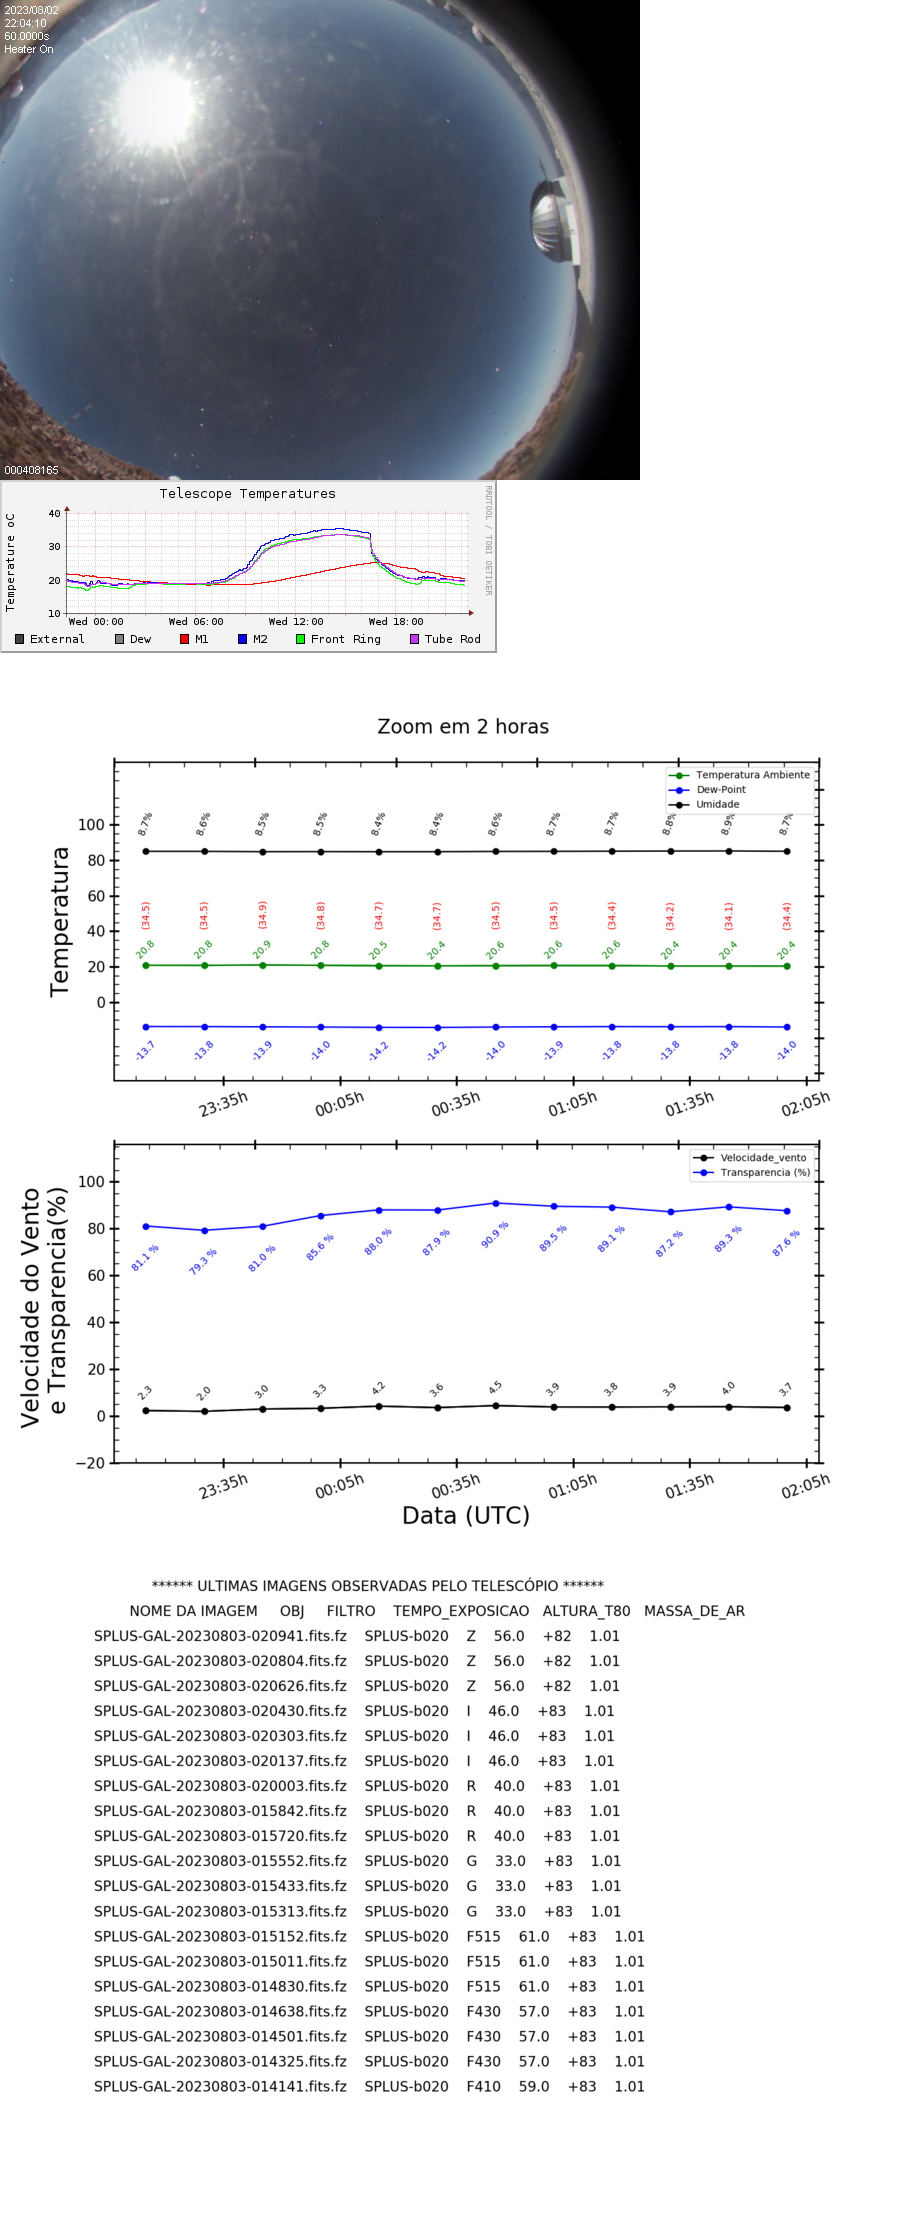 2023/08/02
22:04:10
60.0000s
Heater On
000408165
Telescope Temperatures
RRDTOOL / TOBI OETIKER
Temperature oC
40
30
20
10
Wed 00:00 Wed 06:00 Wed 12:00 Wed 18:00
External Dew M1 M2 Front Ring Tube Rod
Zoom em 2 horas
Temperatura Ambiente
Dew-Point
Umidade
Temperatura
100
80
60
40
20
0
8.7% 8.6% 8.5% 8.5% 8.4% 8.4% 8.6% 8.7% 8.7% 8.8% 8.9% 8.7%
(34.5) (34.5) (34.9) (34.8) (34.7) (34.7) (34.5) (34.5) (34.4) (34.2) (34.1) (34.4)
20.8 20.8 20.9 20.8 20.5 20.4 20.6 20.6 20.6 20.4 20.4 20.4
-13.7 -13.8 -13.9 -14.0 -14.2 -14.2 -14.0 -13.9 -13.8 -13.8 -13.8 -14.0
23:35h 00:05h 00:35h 01:05h 01:35h 02:05h
Velocidade_vento
Transparencia (%)
Velocidade do Vento
e Transparencia(%)
100
80
60
40
20
0
−20
81.1 % 79.3 % 81.0 % 85.6 % 88.0 % 87.9 % 90.9 % 89.5 % 89.1 % 87.2 % 89.3 % 87.6 %
2.3 2.0 3.0 3.3 4.2 3.6 4.5 3.9 3.8 3.9 4.0 3.7
23:35h 00:05h 00:35h 01:05h 01:35h 02:05h
Data (UTC)
****** ULTIMAS IMAGENS OBSERVADAS PELO TELESCÓPIO ******
NOME DA IMAGEM OBJ FILTRO TEMPO_EXPOSICAO ALTURA_T80 MASSA_DE_AR
SPLUS-GAL-20230803-020941.fits.fz SPLUS-b020 Z 56.0 +82 1.01
SPLUS-GAL-20230803-020804.fits.fz SPLUS-b020 Z 56.0 +82 1.01
SPLUS-GAL-20230803-020626.fits.fz SPLUS-b020 Z 56.0 +82 1.01
SPLUS-GAL-20230803-020430.fits.fz SPLUS-b020 I 46.0 +83 1.01
SPLUS-GAL-20230803-020303.fits.fz SPLUS-b020 I 46.0 +83 1.01
SPLUS-GAL-20230803-020137.fits.fz SPLUS-b020 I 46.0 +83 1.01
SPLUS-GAL-20230803-020003.fits.fz SPLUS-b020 R 40.0 +83 1.01
SPLUS-GAL-20230803-015842.fits.fz SPLUS-b020 R 40.0 +83 1.01
SPLUS-GAL-20230803-015720.fits.fz SPLUS-b020 R 40.0 +83 1.01
SPLUS-GAL-20230803-015552.fits.fz SPLUS-b020 G 33.0 +83 1.01
SPLUS-GAL-20230803-015433.fits.fz SPLUS-b020 G 33.0 +83 1.01
SPLUS-GAL-20230803-015313.fits.fz SPLUS-b020 G 33.0 +83 1.01
SPLUS-GAL-20230803-015152.fits.fz SPLUS-b020 F515 61.0 +83 1.01
SPLUS-GAL-20230803-015011.fits.fz SPLUS-b020 F515 61.0 +83 1.01
SPLUS-GAL-20230803-014830.fits.fz SPLUS-b020 F515 61.0 +83 1.01
SPLUS-GAL-20230803-014638.fits.fz SPLUS-b020 F430 57.0 +83 1.01
SPLUS-GAL-20230803-014501.fits.fz SPLUS-b020 F430 57.0 +83 1.01
SPLUS-GAL-20230803-014325.fits.fz SPLUS-b020 F430 57.0 +83 1.01
SPLUS-GAL-20230803-014141.fits.fz SPLUS-b020 F410 59.0 +83 1.01